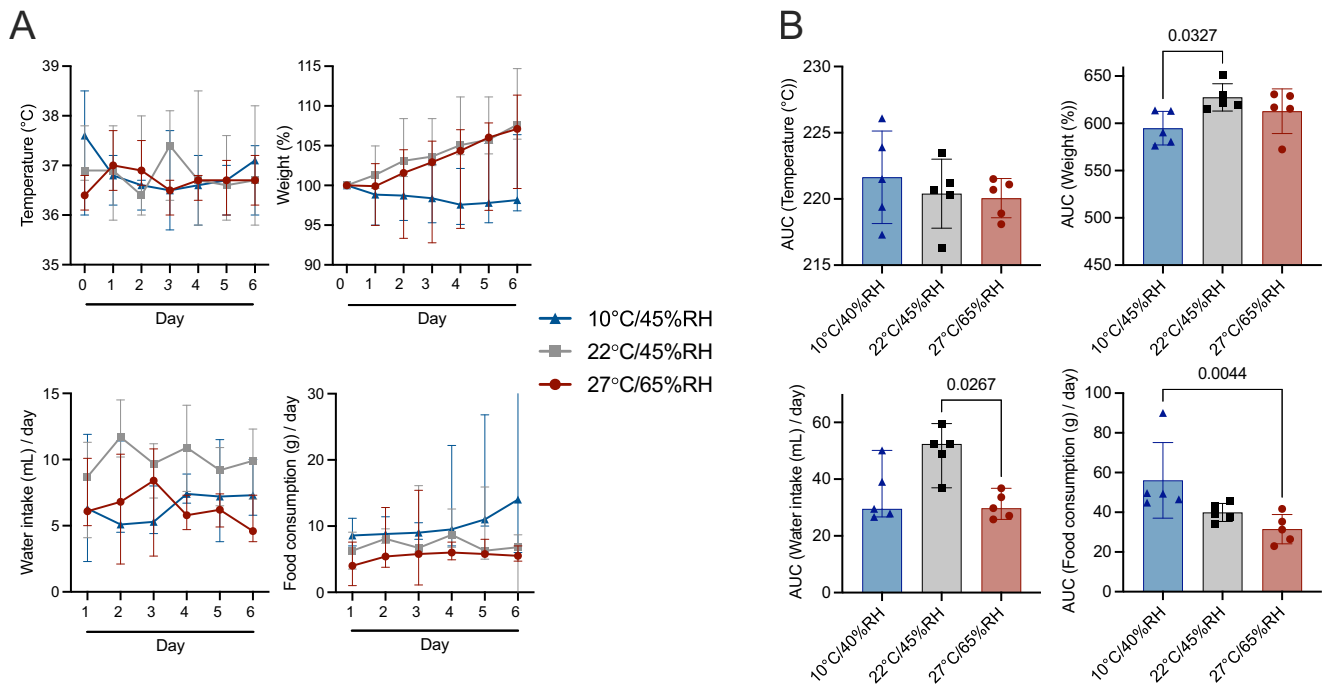 A
B
39
38
37
36
35
Temperature (°C)
0 1 2 3 4 5 6
Day
115
110
105
100
95
90
Weight (%)
0 1 2 3 4 5 6
Day
10°C/45%RH
22°C/45%RH
27°C/65%RH
15
10
5
0
Water intake (mL) / day
1 2 3 4 5 6
Day
30
20
10
0
Food consumption (g) / day
1 2 3 4 5 6
Day
230
225
220
215
AUC (Temperature (°C))
10°C/40%RH
22°C/45%RH
27°C/65%RH
0.0327
650
600
550
500
450
AUC (Weight (%))
10°C/45%RH
22°C/45%RH
27°C/65%RH
0.0267
60
40
20
0
AUC (Water intake (mL) / day)
10°C/40%RH
22°C/45%RH
27°C/65%RH
0.0044
100
80
60
40
20
0
AUC (Food consumption (g) / day)
10°C/40%RH
22°C/45%RH
27°C/65%RH